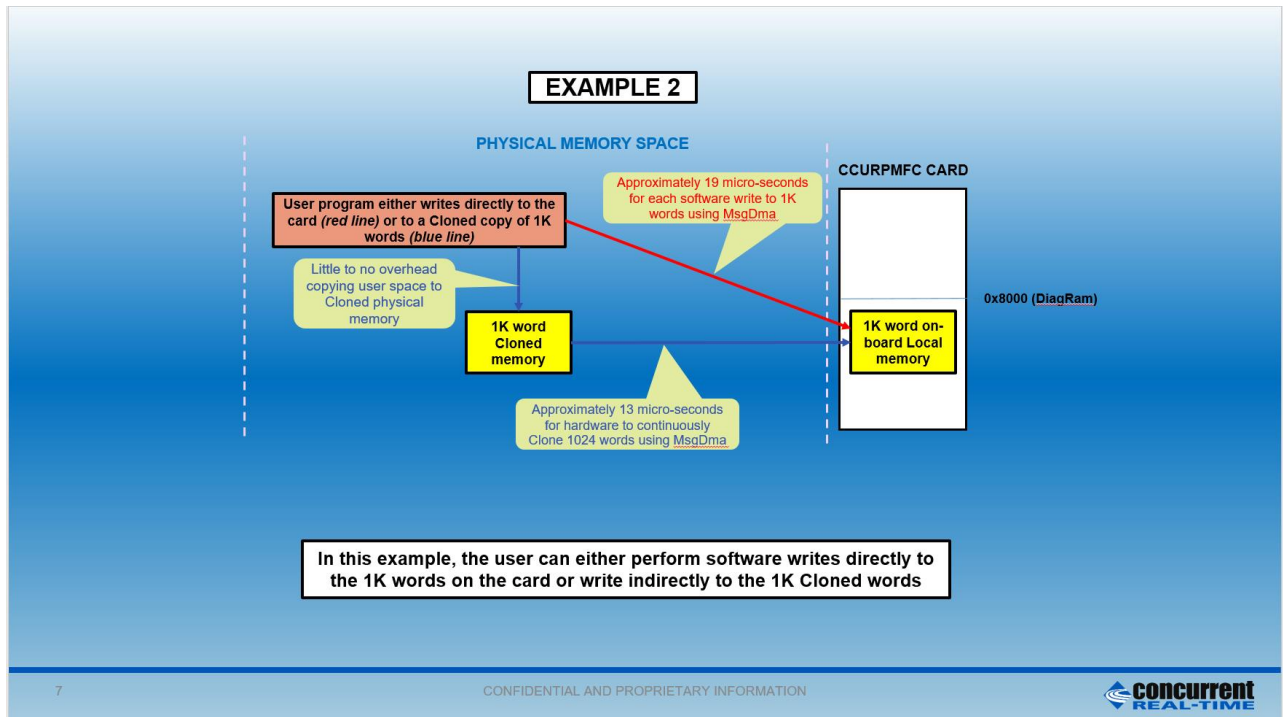 EXAMPLE 2
PHYSICAL MEMORY SPACE
CCURPMFC CARD
User program either writes directly to the
card (red line) or to a Cloned copy of 1K
words (blue line)
Approximately 19 micro-seconds
for each software write to 1K
words using MsgDma
Little to no overhead
copying user space to
Cloned physical
memory
0x8000 (DiagRam)
1K word
Cloned
memory
1K word on-
board Local
memory
Approximately 13 micro-seconds
for hardware to continuously
Clone 1024 words using MsgDma
In this example, the user can either perform software writes directly to
the 1K words on the card or write indirectly to the 1K Cloned words
7
CONFIDENTIAL AND PROPRIETARY INFORMATION
concurrent
REAL-TIME